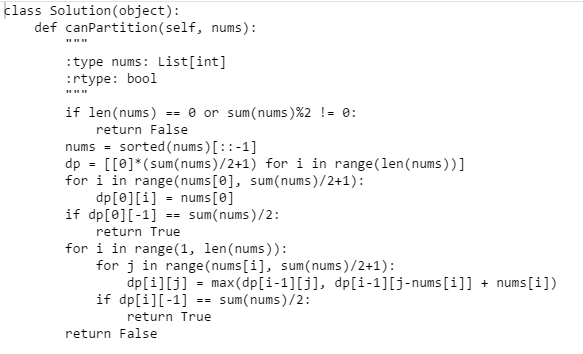 class Solution(object):
    def canPartition(self, nums):
        """
        :type nums: List[int]
        :rtype: bool
        """
        if len(nums) == 0 or sum(nums)%2 != 0:
            return False
        nums = sorted(nums)[::-1]
        dp = [[0]*(sum(nums)/2+1) for i in range(len(nums))]
        for i in range(nums[0], sum(nums)/2+1):
            dp[0][i] = nums[0]
        if dp[0][-1] == sum(nums)/2:
            return True
        for i in range(1, len(nums)):
            for j in range(nums[i], sum(nums)/2+1):
                dp[i][j] = max(dp[i-1][j], dp[i-1][j-nums[i]] + nums[i])
            if dp[i][-1] == sum(nums)/2:
                return True
        return False